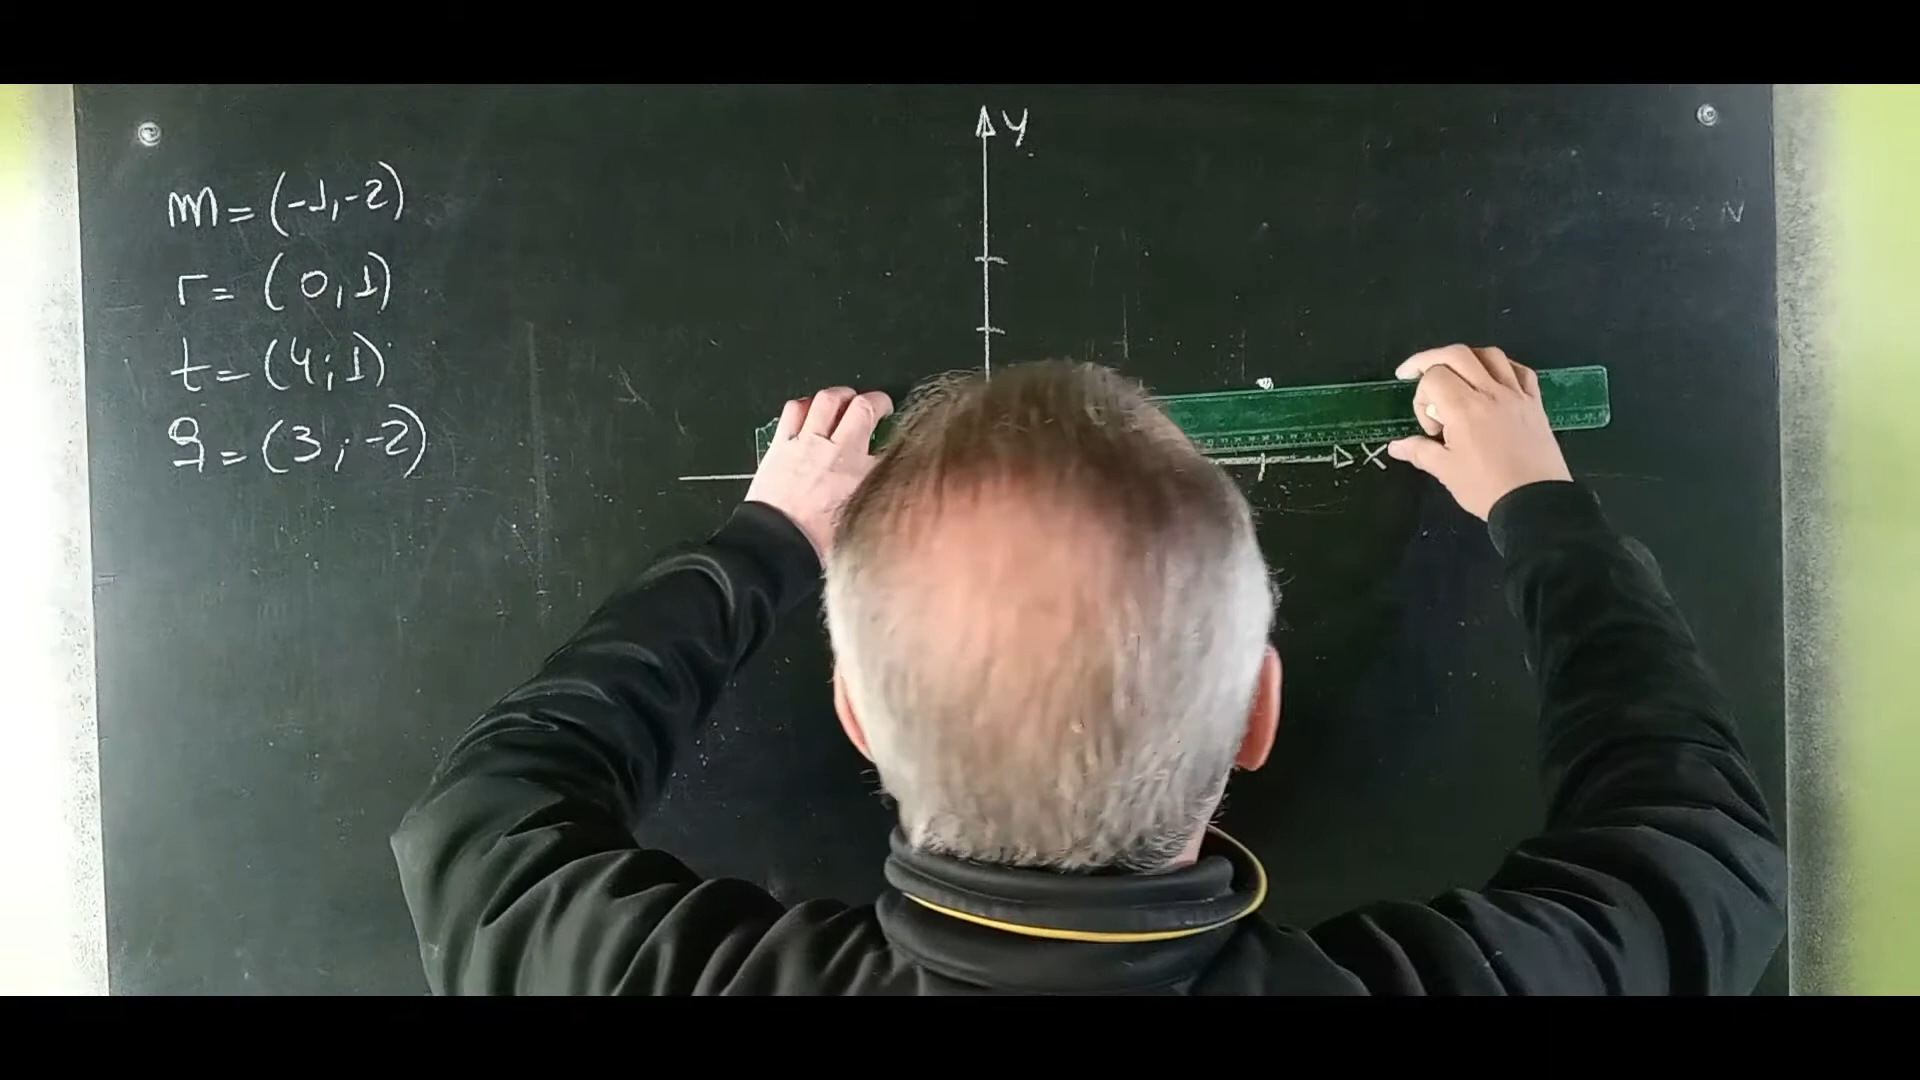 m=(-1,-2)
r=(0,1)
t=(4;1)
q=(3;-2)
y
x